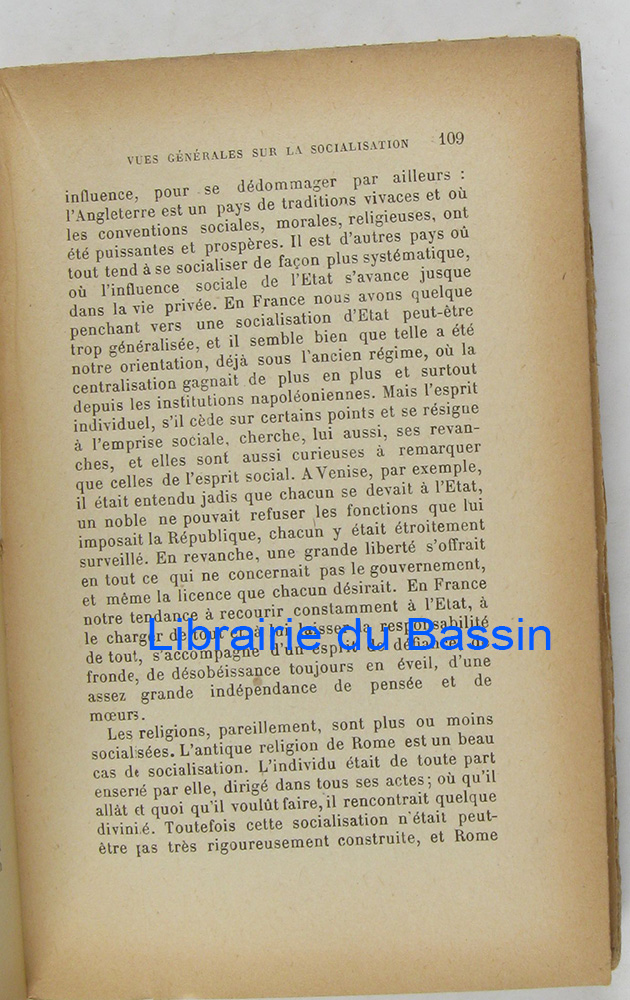 VUES GÉNÉRALES SUR LA SOCIALISATION 109
influence, pour se dédommager par ailleurs :
l'Angleterre est un pays de traditions vivaces et où
les conventions sociales, morales, religieuses, ont
été puissantes et prospères. Il est d'autres pays où
tout tend à se socialiser de façon plus systématique,
où l'influence sociale de l'Etat s'avance jusque
dans la vie privée. En France nous avons quelque
penchant vers une socialisation d'Etat peut-être
trop généralisée, et il semble bien que telle a été
notre orientation, déjà sous l'ancien régime, où la
centralisation gagnait de plus en plus et surtout
depuis les institutions napoléoniennes. Mais l'esprit
individuel, s'il cède sur certains points et se résigne
à l'emprise sociale, cherche, lui aussi, ses revan-
ches, et elles sont aussi curieuses à remarquer
que celles de l'esprit social. A Venise, par exemple,
il était entendu jadis que chacun se devait à l'Etat,
un noble ne pouvait refuser les fonctions que lui
imposait la République, chacun y était étroitement
surveillé. En revanche, une grande liberté s'offrait
en tout ce qui ne concernait pas le gouvernement,
et même la licence que chacun désirait. En France
notre tendance à recourir constamment à l'Etat, à
le charger de tout et à lui laisser la responsabilité
Librairie du Bassin
de tout, s'accompagne d'un esprit de défiance
fronde, de désobéissance toujours en éveil, d'une
assez grande indépendance de pensée et de
mœurs.
Les religions, pareillement, sont plus ou moins
socialisées. L'antique religion de Rome est un beau
cas de socialisation. L'individu était de toute part
enserré par elle, dirigé dans tous ses actes ; où qu'il
allât et quoi qu'il voulût faire, il rencontrait quelque
divinité. Toutefois cette socialisation n'était peut-
être pas très rigoureusement construite, et Rome